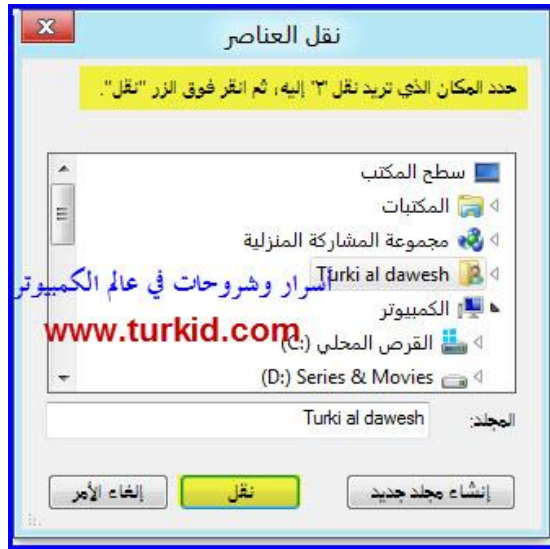 نقل العناصر
حدد المكان الذي تريد نقل "٣" إليه، ثم انقر فوق الزر "نقل".
سطح المكتب
المكتبات
مجموعة المشاركة المنزلية
Turki al dawesh
أسرار وشروحات في عالم الكمبيوتر
الكمبيوتر
www.turkid.com
القرص المحلي (C:)
(D:) Series & Movies
المجلد: Turki al dawesh
إنشاء مجلد جديد
نقل
إلغاء الأمر